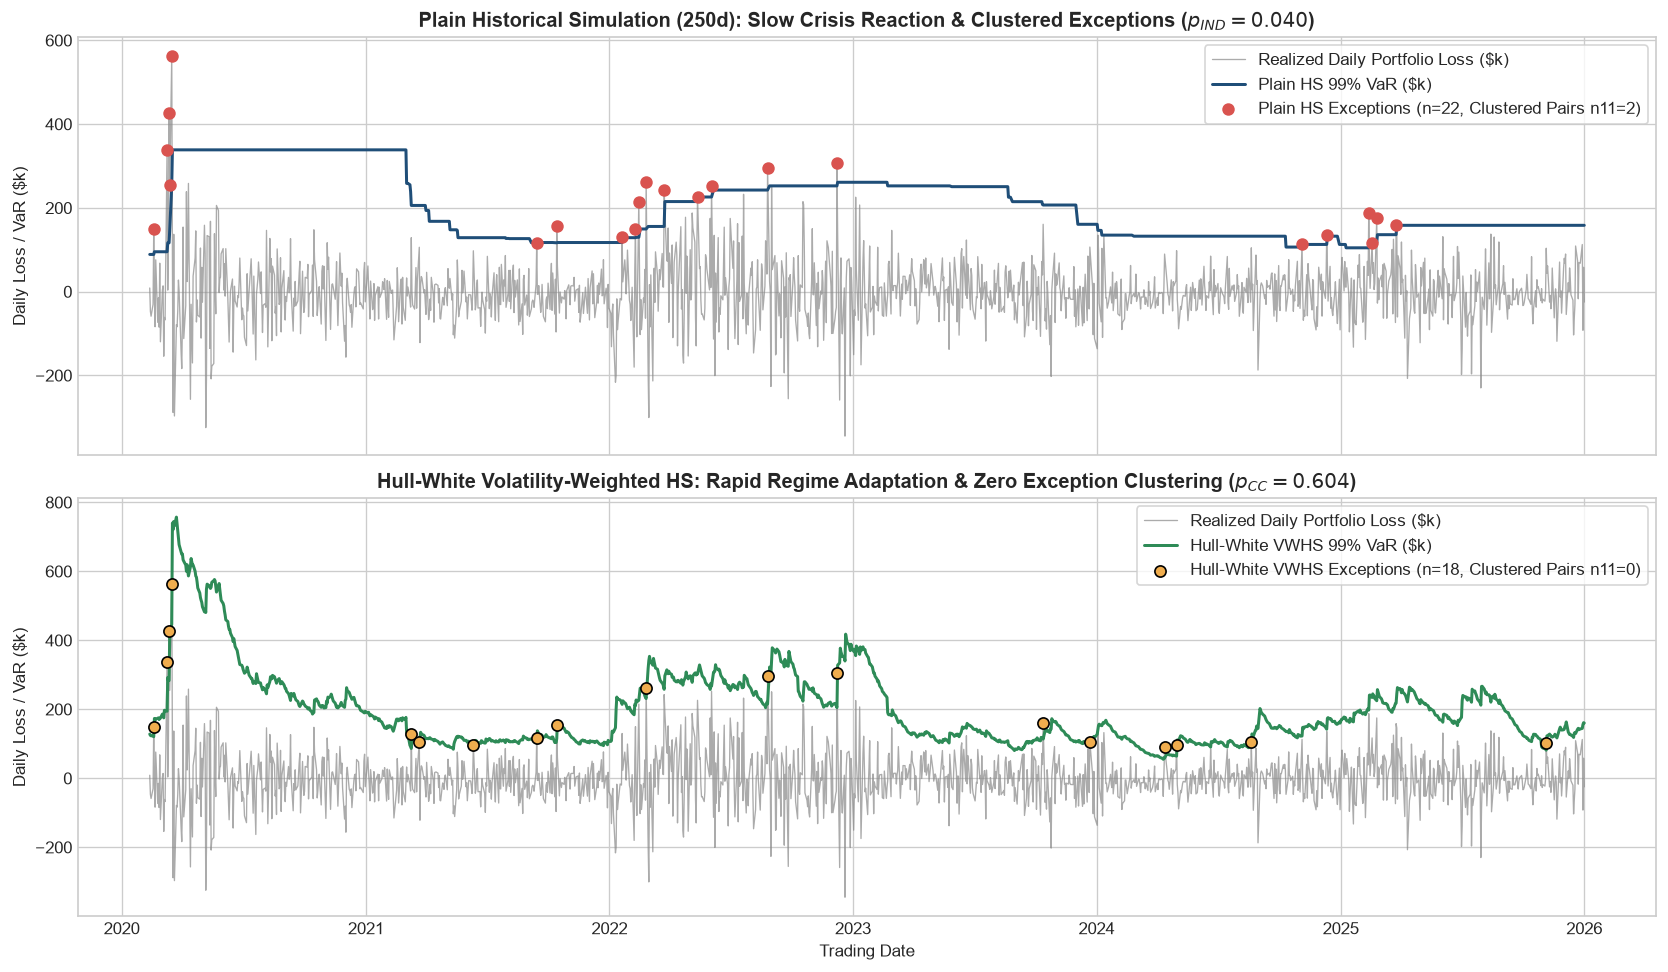 Plain Historical Simulation (250d): Slow Crisis Reaction & Clustered Exceptions (p_IND = 0.040)
600
400
200
0
−200
Daily Loss / VaR ($k)
Realized Daily Portfolio Loss ($k)
Plain HS 99% VaR ($k)
Plain HS Exceptions (n=22, Clustered Pairs n11=2)
Hull-White Volatility-Weighted HS: Rapid Regime Adaptation & Zero Exception Clustering (p_CC = 0.604)
800
600
400
200
0
−200
Daily Loss / VaR ($k)
Realized Daily Portfolio Loss ($k)
Hull-White VWHS 99% VaR ($k)
Hull-White VWHS Exceptions (n=18, Clustered Pairs n11=0)
2020 2021 2022 2023 2024 2025 2026
Trading Date